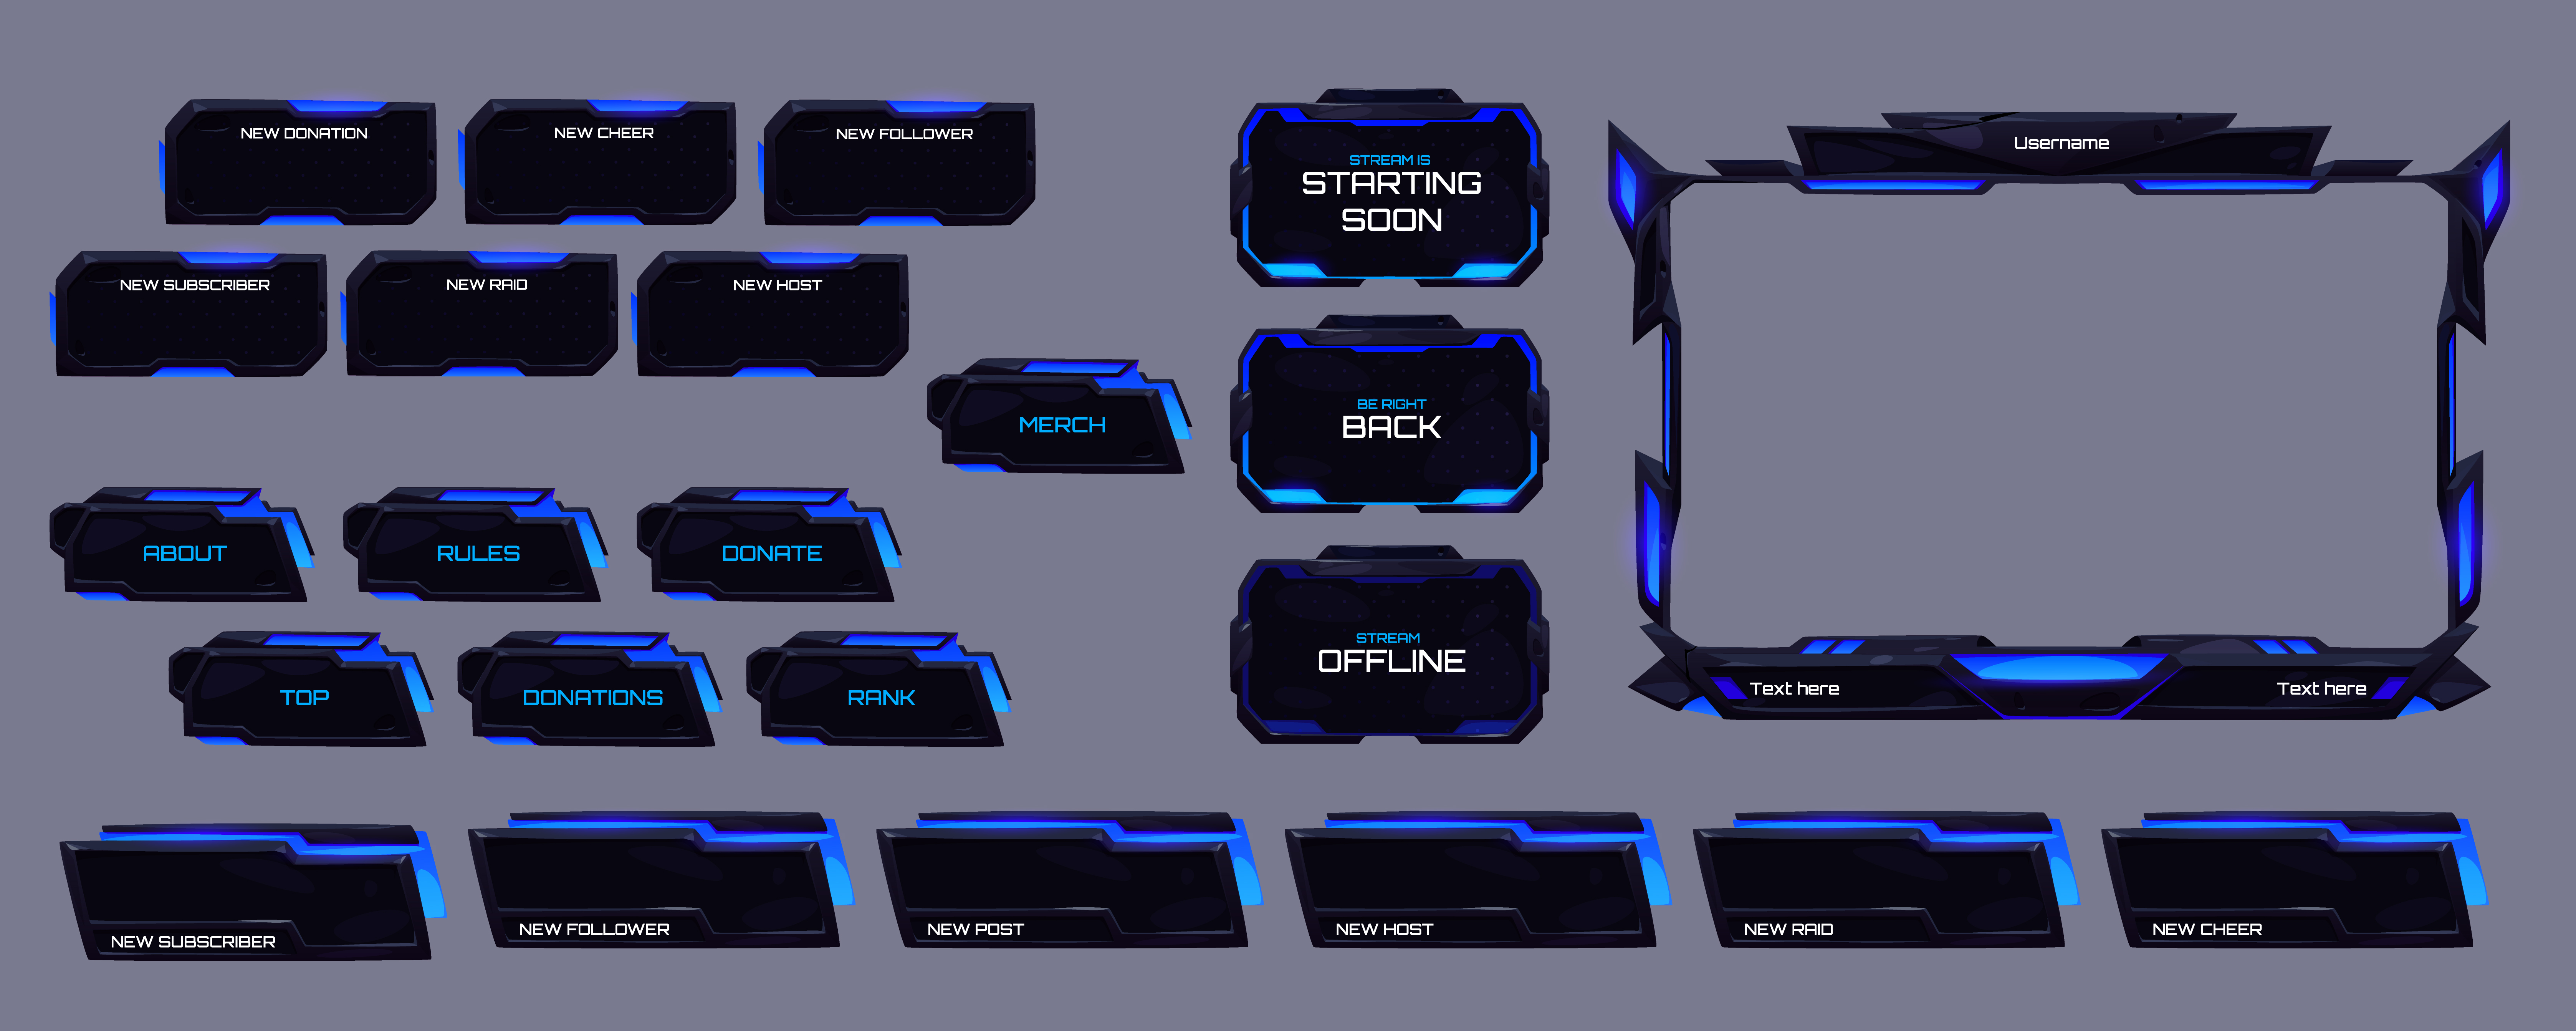 NEW DONATION
NEW CHEER
NEW FOLLOWER
NEW SUBSCRIBER
NEW RAID
NEW HOST
MERCH
ABOUT
RULES
DONATE
TOP
DONATIONS
RANK
STREAM IS
STARTING
SOON
BE RIGHT
BACK
STREAM
OFFLINE
Username
Text here
Text here
NEW SUBSCRIBER
NEW FOLLOWER
NEW POST
NEW HOST
NEW RAID
NEW CHEER